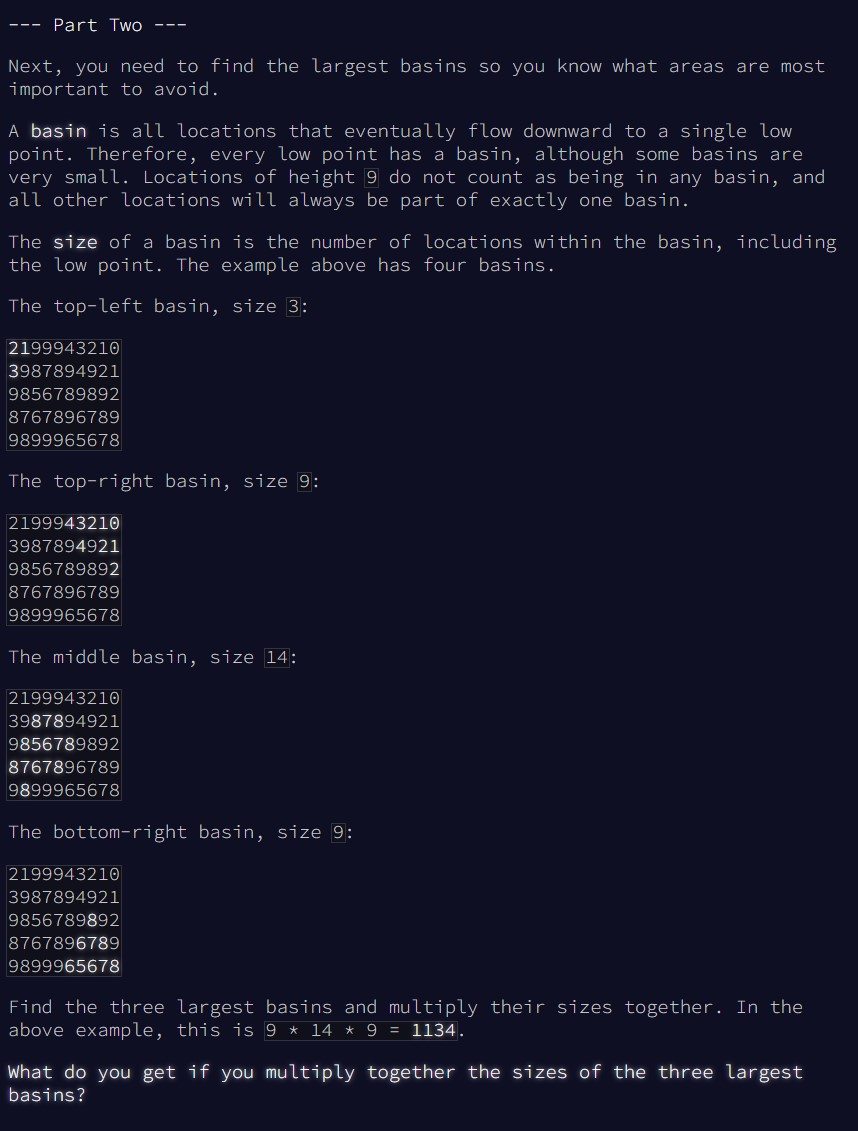 --- Part Two ---
Next, you need to find the largest basins so you know what areas are most
important to avoid.
A basin is all locations that eventually flow downward to a single low
point. Therefore, every low point has a basin, although some basins are
very small. Locations of height 9 do not count as being in any basin, and
all other locations will always be part of exactly one basin.
The size of a basin is the number of locations within the basin, including
the low point. The example above has four basins.
The top-left basin, size 3:
2199943210
3987894921
9856789892
8767896789
9899965678
The top-right basin, size 9:
2199943210
3987894921
9856789892
8767896789
9899965678
The middle basin, size 14:
2199943210
3987894921
9856789892
8767896789
9899965678
The bottom-right basin, size 9:
2199943210
3987894921
9856789892
8767896789
9899965678
Find the three largest basins and multiply their sizes together. In the
above example, this is 9 * 14 * 9 = 1134.
What do you get if you multiply together the sizes of the three largest
basins?